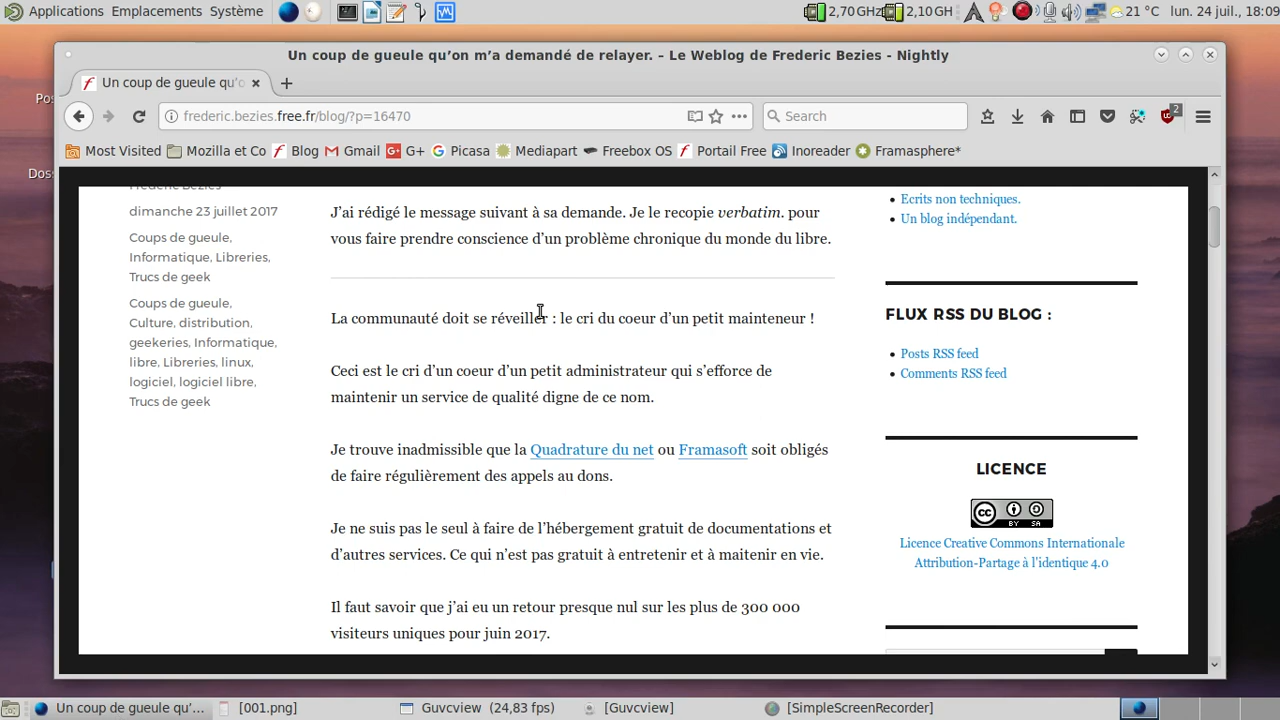 Applications Emplacements Système 2,70 GHz 2,10 GH 21 °C lun. 24 juil., 18:09
Un coup de gueule qu'on m'a demandé de relayer. – Le Weblog de Frederic Bezies - Nightly
Un coup de gueule qu'o
frederic.bezies.free.fr/blog/?p=16470
Search
2
Most Visited Mozilla et Co Blog Gmail G+ Picasa Mediapart Freebox OS Portail Free Inoreader Framasphere*
Pos
Doss
Frederic Bezies
dimanche 23 juillet 2017
Coups de gueule,
Informatique, Libreries,
Trucs de geek
Coups de gueule,
Culture, distribution,
geekeries, Informatique,
libre, Libreries, linux,
logiciel, logiciel libre,
Trucs de geek
J'ai rédigé le message suivant à sa demande. Je le recopie verbatim. pour
vous faire prendre conscience d'un problème chronique du monde du libre.
La communauté doit se réveiller : le cri du coeur d'un petit mainteneur !
Ceci est le cri d'un coeur d'un petit administrateur qui s'efforce de
maintenir un service de qualité digne de ce nom.
Je trouve inadmissible que la Quadrature du net ou Framasoft soit obligés
de faire régulièrement des appels au dons.
Je ne suis pas le seul à faire de l'hébergement gratuit de documentations et
d'autres services. Ce qui n'est pas gratuit à entretenir et à maitenir en vie.
Il faut savoir que j'ai eu un retour presque nul sur les plus de 300 000
visiteurs uniques pour juin 2017.
Ecrits non techniques.
Un blog indépendant.
FLUX RSS DU BLOG :
Posts RSS feed
Comments RSS feed
LICENCE
CC BY SA
Licence Creative Commons Internationale
Attribution-Partage à l'identique 4.0
Un coup de gueule qu'... [001.png] Guvcview (24,83 fps) [Guvcview] [SimpleScreenRecorder]